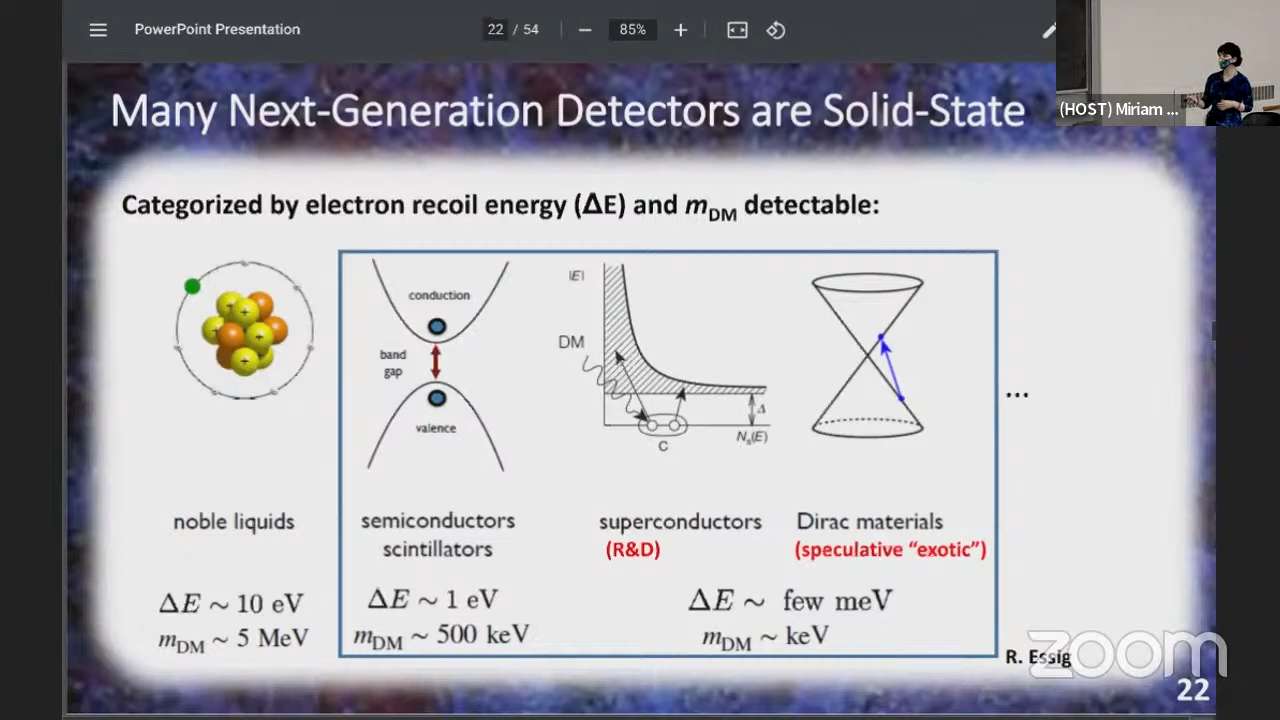 PowerPoint Presentation
22 / 54
85%
(HOST) Miriam ...
Many Next-Generation Detectors are Solid-State
Categorized by electron recoil energy (ΔE) and m_DM detectable:
conduction
band
gap
valence
|E|
DM
Δ
N_s(E)
C
...
noble liquids
semiconductors
scintillators
superconductors
(R&D)
Dirac materials
(speculative “exotic”)
ΔE ~ 10 eV
m_DM ~ 5 MeV
ΔE ~ 1 eV
m_DM ~ 500 keV
ΔE ~ few meV
m_DM ~ keV
R. Essig
zoom
22